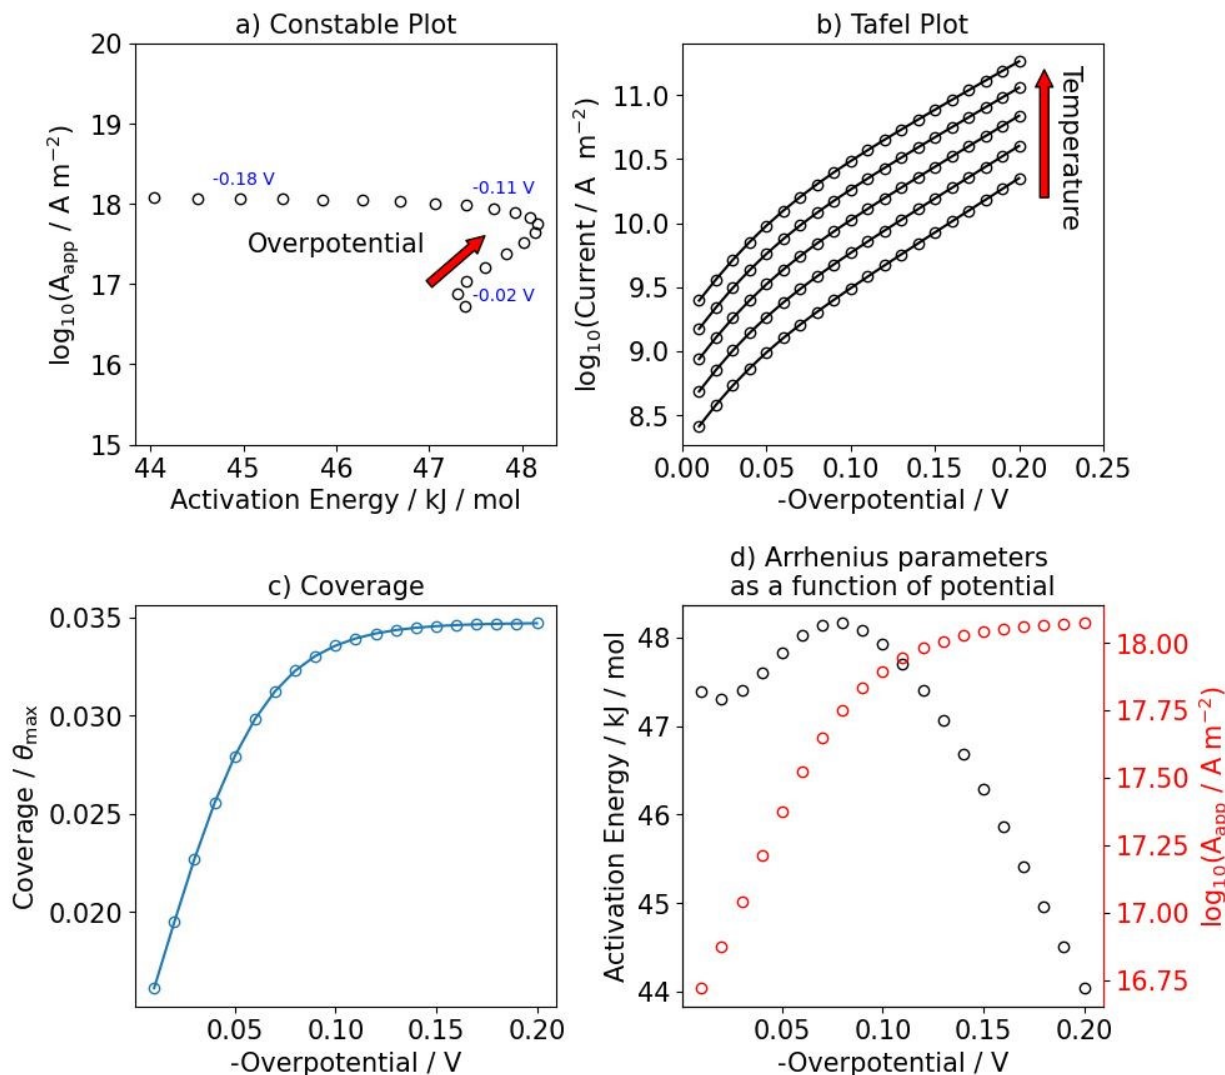 a) Constable Plot
log₁₀(A_app / A m⁻²)
20
19
18
17
16
15
-0.18 V
-0.11 V
Overpotential
-0.02 V
44 45 46 47 48
Activation Energy / kJ / mol
b) Tafel Plot
log₁₀(Current / A m⁻²)
11.0
10.5
10.0
9.5
9.0
8.5
Temperature
0.00 0.05 0.10 0.15 0.20 0.25
-Overpotential / V
c) Coverage
Coverage / θ_max
0.035
0.030
0.025
0.020
0.05 0.10 0.15 0.20
-Overpotential / V
d) Arrhenius parameters
as a function of potential
Activation Energy / kJ / mol
48
47
46
45
44
18.00
17.75
17.50
17.25
17.00
16.75
log₁₀(A_app / A m⁻²)
0.05 0.10 0.15 0.20
-Overpotential / V